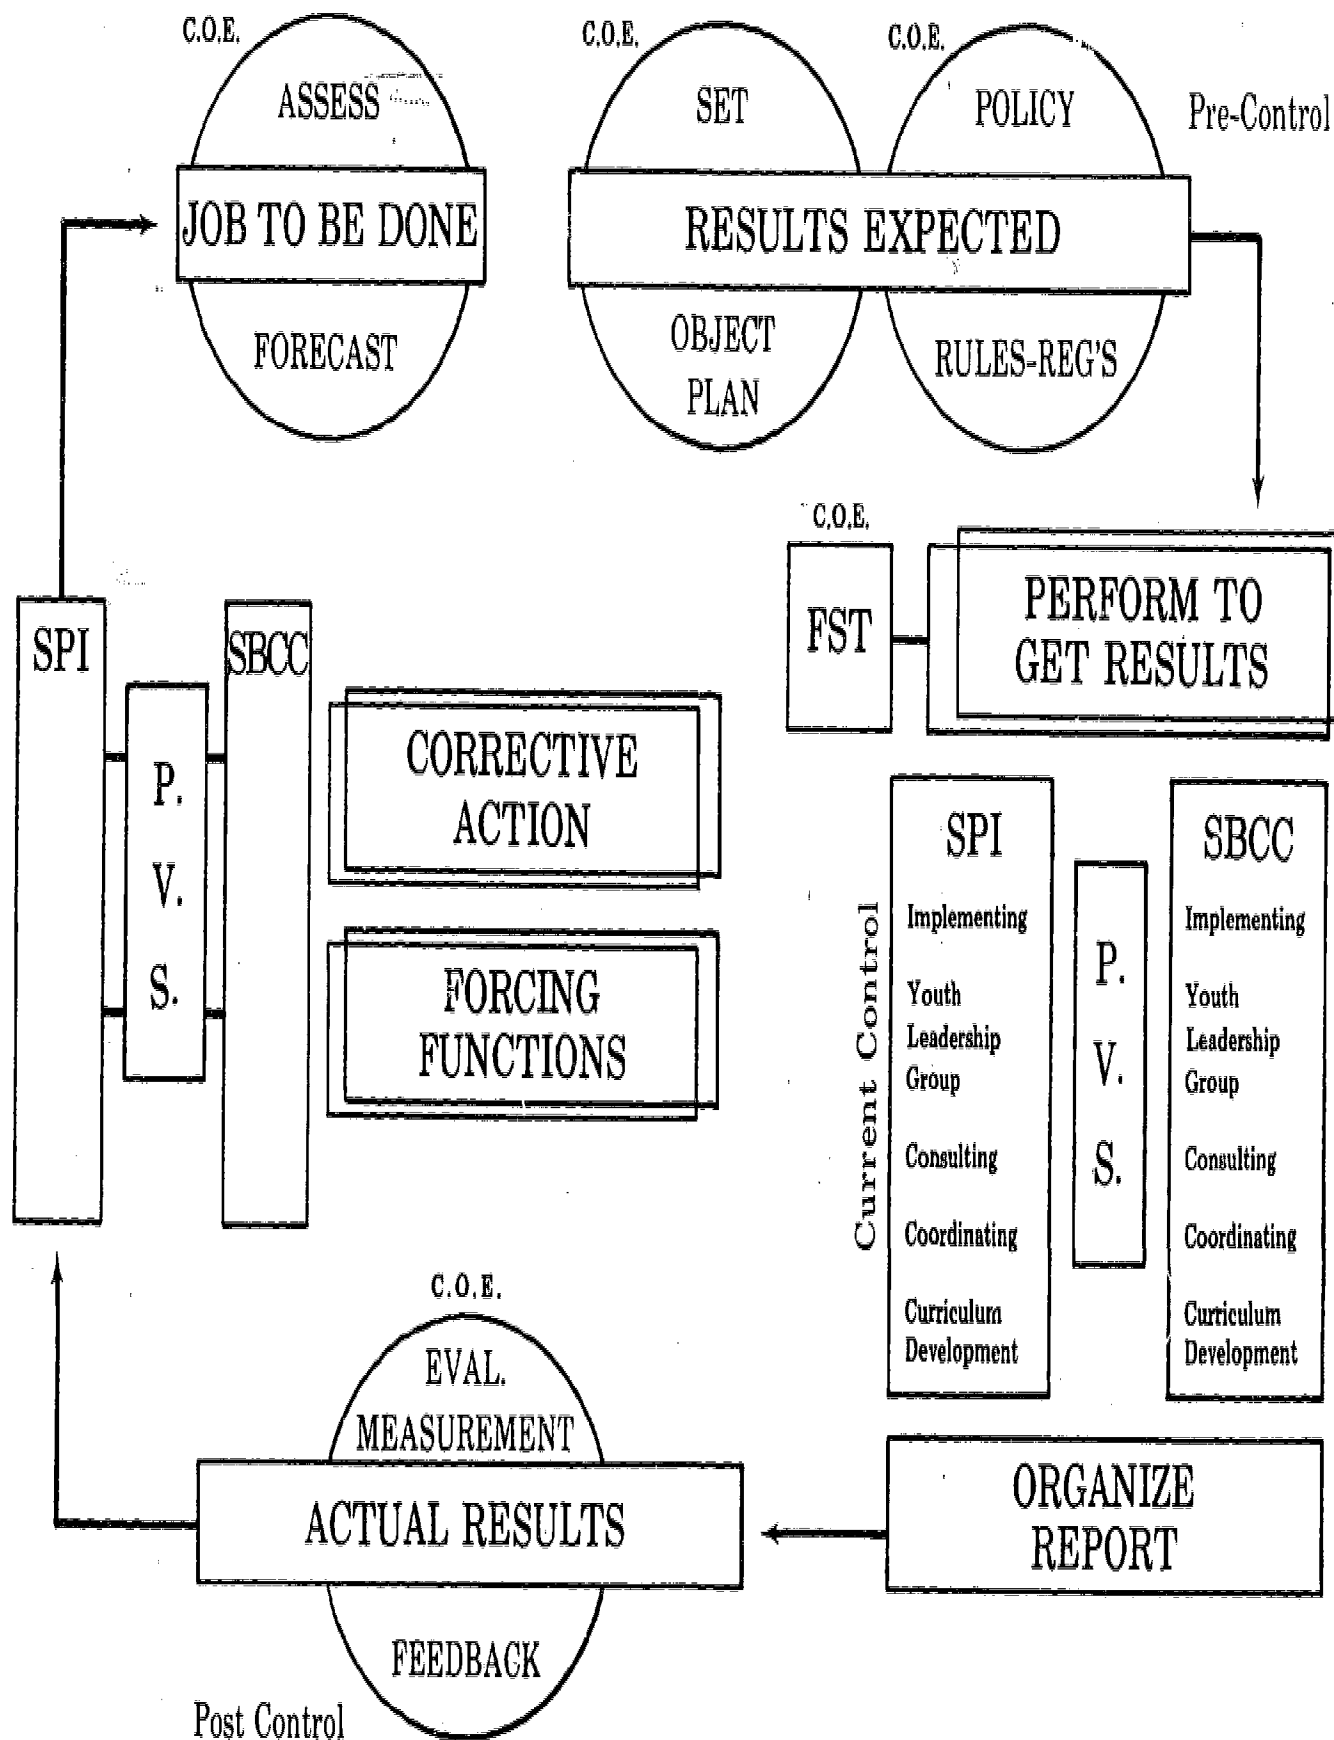 C.O.E.
ASSESS
JOB TO BE DONE
FORECAST
C.O.E.
SET
C.O.E.
POLICY
RESULTS EXPECTED
OBJECT
PLAN
RULES-REG'S
Pre-Control
C.O.E.
FST
PERFORM TO
GET RESULTS
SPI
P.
V.
S.
SBCC
CORRECTIVE
ACTION
FORCING
FUNCTIONS
Current Control
SPI
Implementing
Youth
Leadership
Group
Consulting
Coordinating
Curriculum
Development
P.
V.
S.
SBCC
Implementing
Youth
Leadership
Group
Consulting
Coordinating
Curriculum
Development
ORGANIZE
REPORT
C.O.E.
EVAL.
MEASUREMENT
ACTUAL RESULTS
FEEDBACK
Post Control